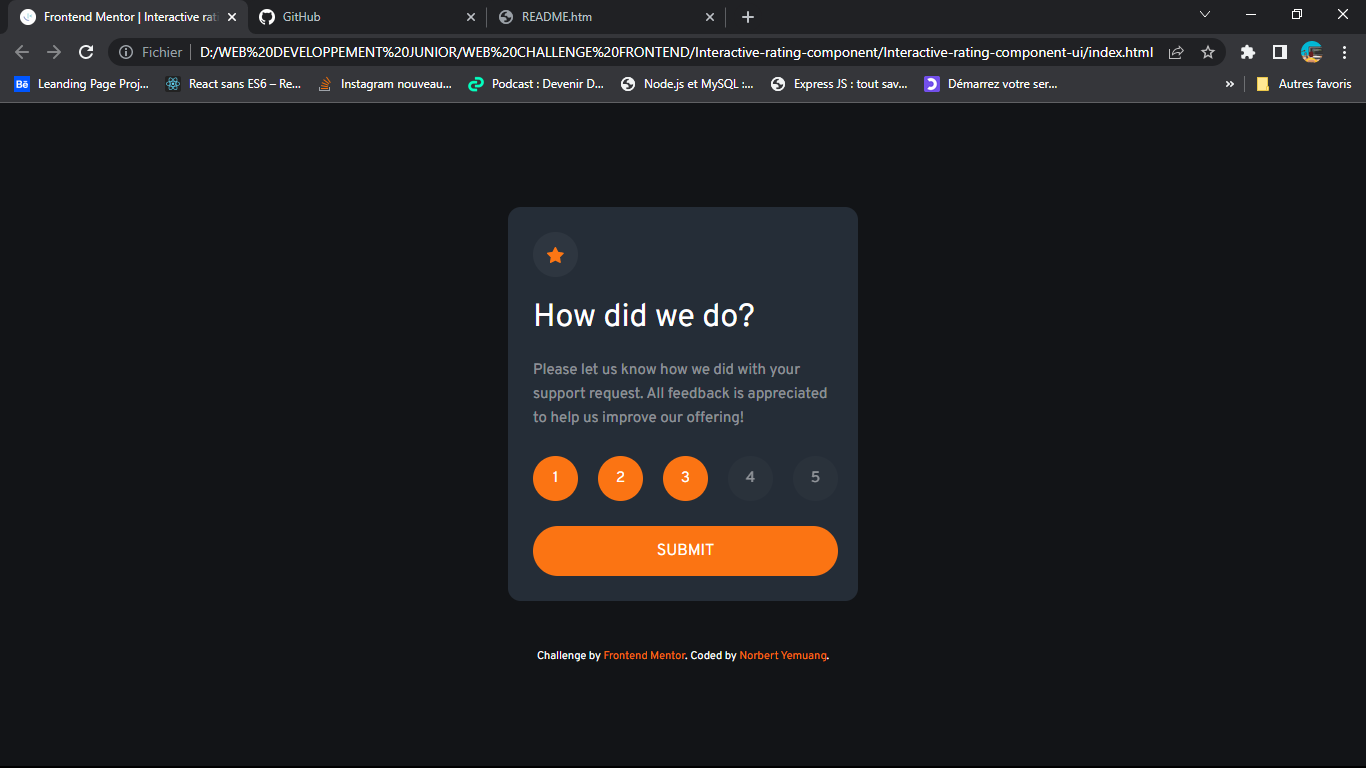 Frontend Mentor | Interactive rat
GitHub
README.htm
Fichier
D:/WEB%20DEVELOPPEMENT%20JUNIOR/WEB%20CHALLENGE%20FRONTEND/Interactive-rating-component/Interactive-rating-component-ui/index.html
Bē Leanding Page Proj... React sans ES6 – Re... Instagram nouveau... Podcast : Devenir D... Node.js et MySQL :... Express JS : tout sav... Démarrez votre ser... » Autres favoris
How did we do?
Please let us know how we did with your
support request. All feedback is appreciated
to help us improve our offering!
1 2 3 4 5
SUBMIT
Challenge by Frontend Mentor. Coded by Norbert Yemuang.